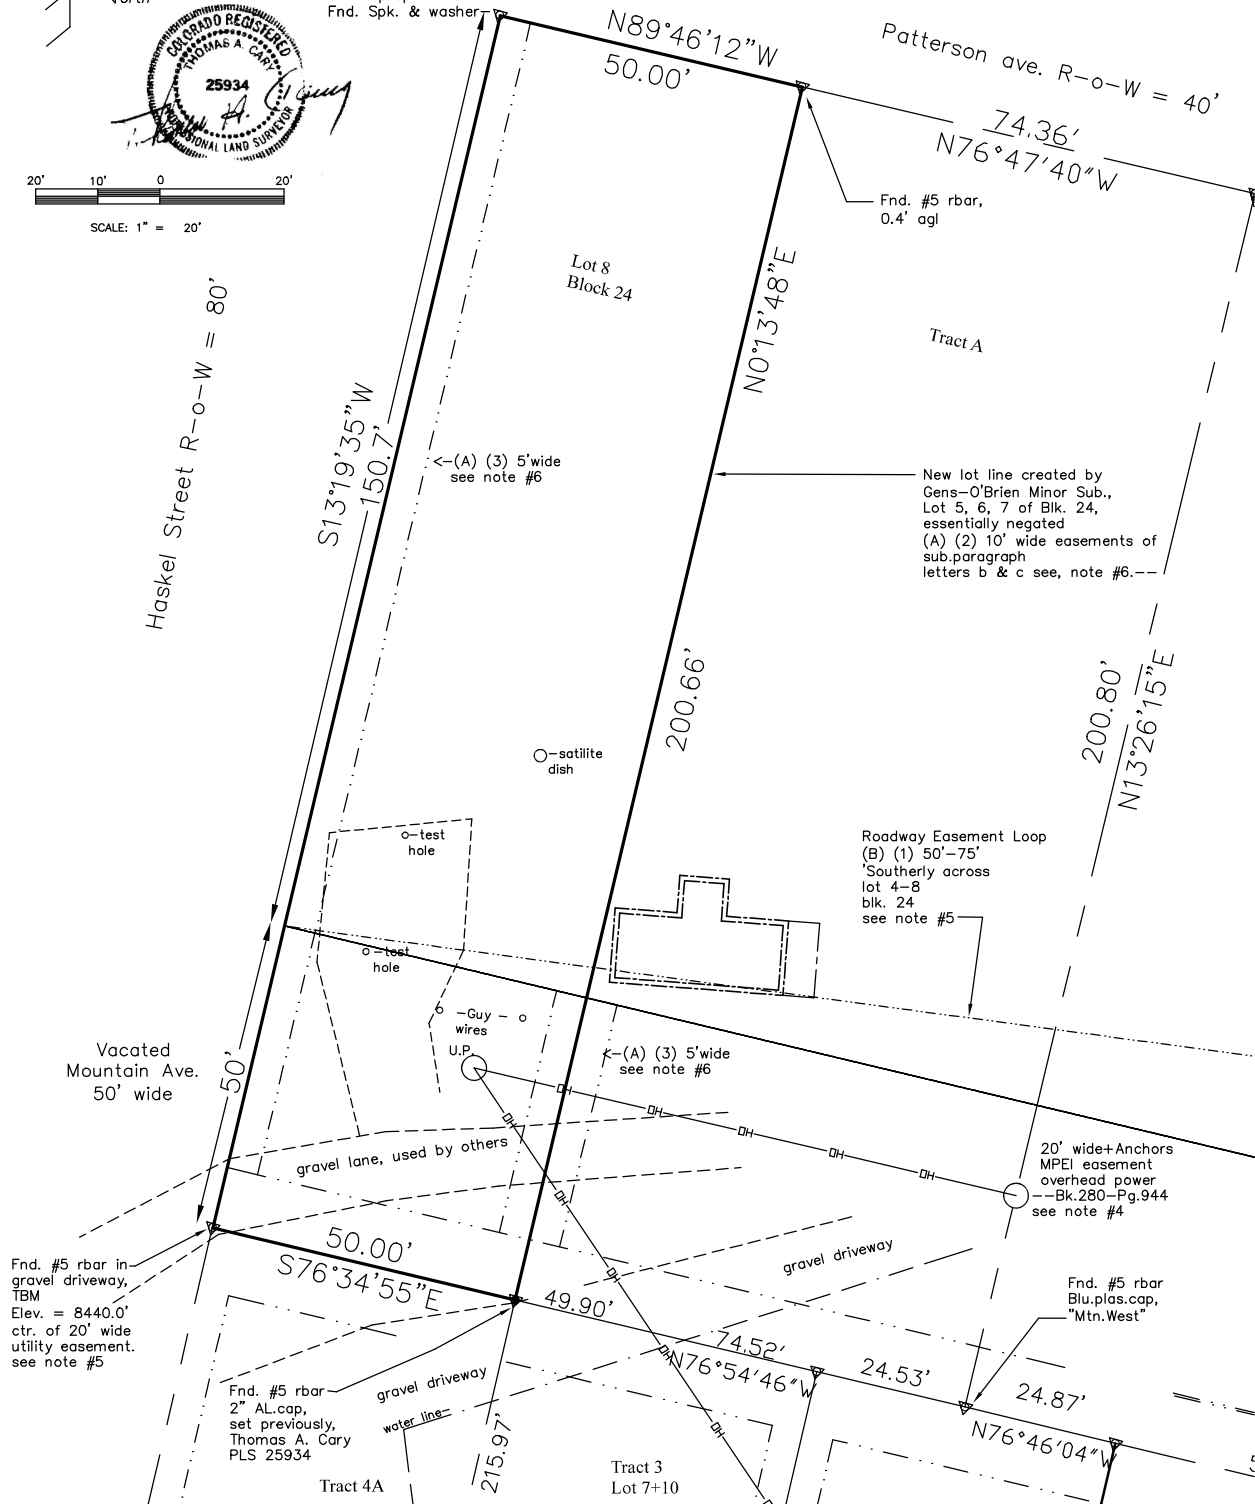 North
Fnd. Spk. & washer
COLORADO REGISTERED
THOMAS A. CARY
25934
PROFESSIONAL LAND SURVEYOR
20' 10' 0 20'
SCALE: 1" = 20'
N89°46'12"W
50.00'
Patterson ave. R-o-W = 40'
74.36'
N76°47'40"W
Fnd. #5 rbar,
0.4' agl
Lot 8
Block 24
N0°13'48"E
Tract A
Haskel Street R-o-W = 80'
S13°19'35"W
150.7'
<-(A) (3) 5'wide
see note #6
New lot line created by
Gens-O'Brien Minor Sub.,
Lot 5, 6, 7 of Blk. 24,
essentially negated
(A) (2) 10' wide easements of
sub.paragraph
letters b & c see, note #6.--
200.66'
200.80'
N13°26'15"E
-satilite
dish
-test
hole
Roadway Easement Loop
(B) (1) 50'-75'
'Southerly across
lot 4-8
blk. 24
see note #5
-test
hole
-Guy -
wires
U.P.
<-(A) (3) 5'wide
see note #6
Vacated
Mountain Ave.
50' wide
50'
OH
OH
OH
OH
OH
OH
OH
OH
OH
OH
gravel lane, used by others
20' wide+Anchors
MPEI easement
overhead power
--Bk.280-Pg.944
see note #4
50.00'
S76°34'55"E
gravel driveway
Fnd. #5 rbar in
gravel driveway,
TBM
Elev. = 8440.0'
ctr. of 20' wide
utility easement.
see note #5
49.90'
Fnd. #5 rbar
Blu.plas.cap,
"Mtn.West"
74.52'
N76°54'46"W
24.53'
24.87'
N76°46'04"W
Fnd. #5 rbar
2" AL.cap,
set previously,
Thomas A. Cary
PLS 25934
gravel driveway
water line
215.97'
Tract 4A
Tract 3
Lot 7+10